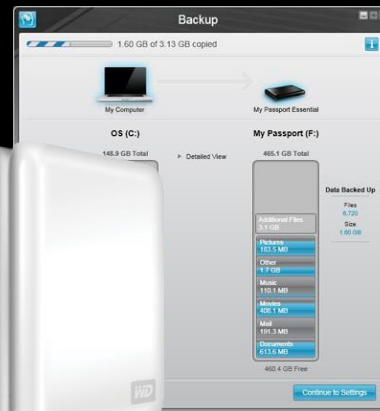 Backup
1.60 GB of 3.13 GB copied
My Computer
My Passport Essential
OS (C:)
My Passport (F:)
148.9 GB Total
Detailed View
465.1 GB Total
Data Backed Up
Files
6,720
Size
1.60 GB
Additional Files
3.1 GB
Pictures
163.5 MB
Other
1.7 GB
Music
110.1 MB
Movies
406.1 MB
Mail
191.3 MB
Documents
613.6 MB
460.4 GB Free
Continue to Settings
WD